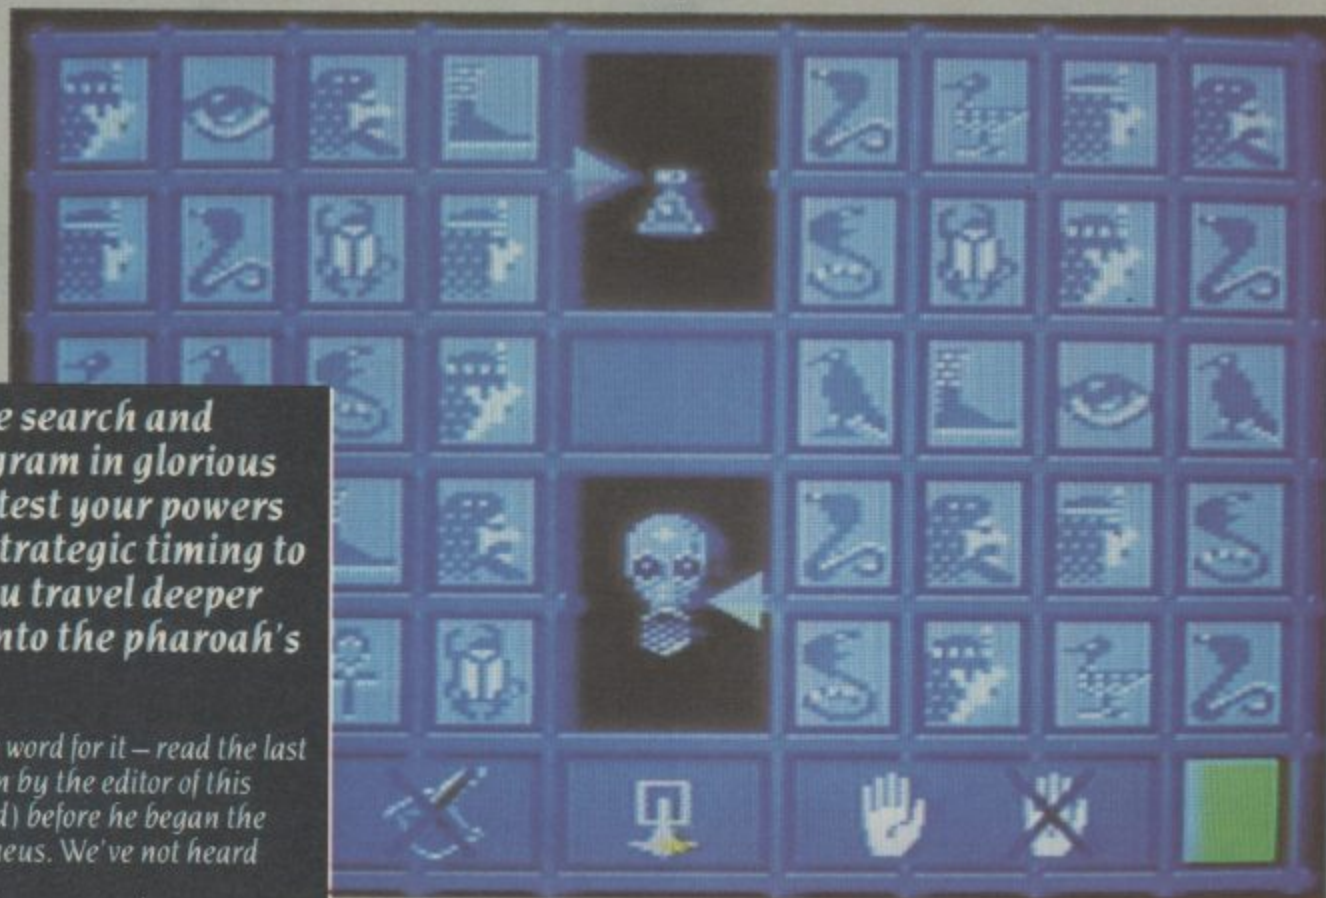 e search and
gram in glorious
test your powers
trategic timing to
u travel deeper
nto the pharoah's
word for it – read the last
n by the editor of this
d) before he began the
eus. We've not heard